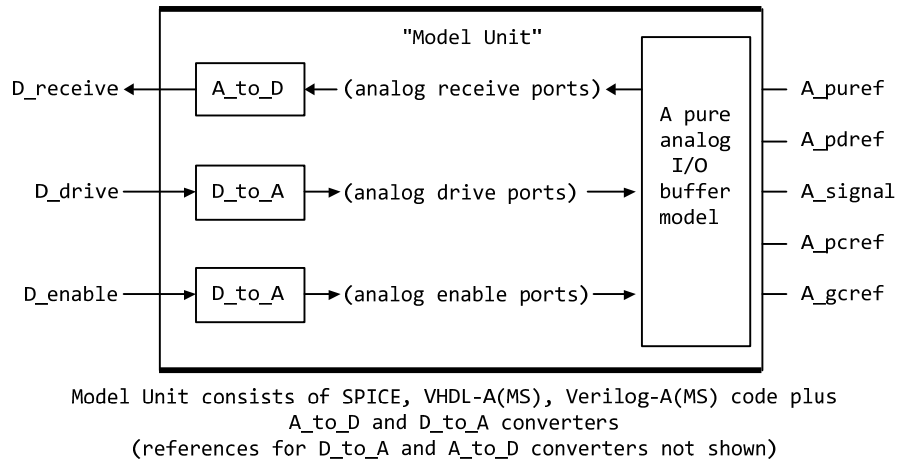 "Model Unit"
D_receive A_to_D (analog receive ports) A_puref
A pure
analog
I/O
buffer
model
A_pdref
D_drive D_to_A (analog drive ports) A_signal
A_pcref
D_enable D_to_A (analog enable ports) A_gcref
Model Unit consists of SPICE, VHDL-A(MS), Verilog-A(MS) code plus
A_to_D and D_to_A converters
(references for D_to_A and A_to_D converters not shown)